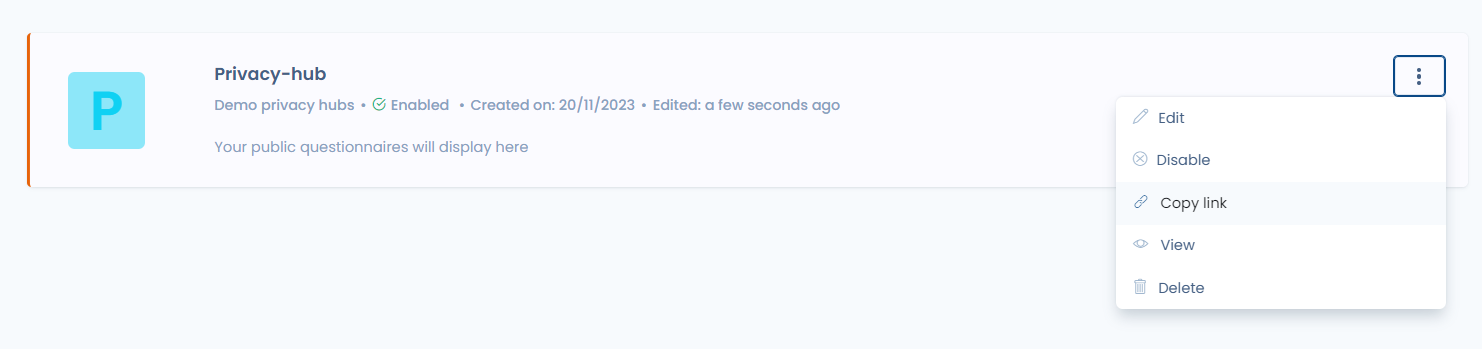 P
Privacy-hub
Demo privacy hubs • Enabled • Created on: 20/11/2023 • Edited: a few seconds ago
Your public questionnaires will display here
Edit
Disable
Copy link
View
Delete